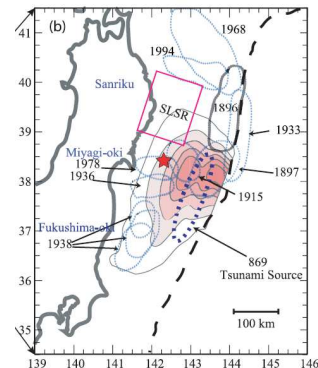 (b)
1968
1994
41
Sanriku
40
SLSR
1896
39
1933
Miyagi-oki
1978
1936
1897
38
1915
Fukushima-oki
37
1938
869
Tsunami Source
36
100 km
35
139 140 141 142 143 144 145 146